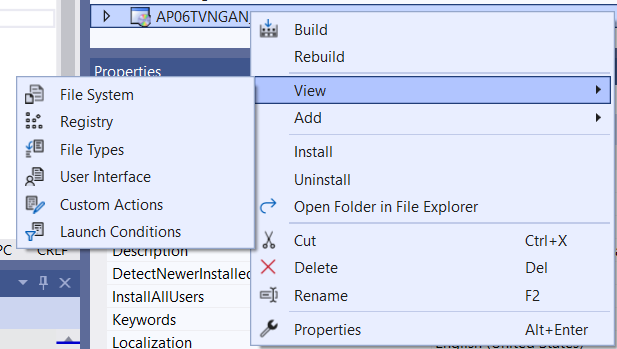 AP06TVNGAN
Build
Rebuild
Properties
View
File System
Add
Registry
File Types
Install
User Interface
Uninstall
Custom Actions
Open Folder in File Explorer
Launch Conditions
Cut Ctrl+X
CRLF
Description
Delete Del
DetectNewerInstalled
Rename F2
InstallAllUsers
Keywords
Properties Alt+Enter
Localization
English (United States)